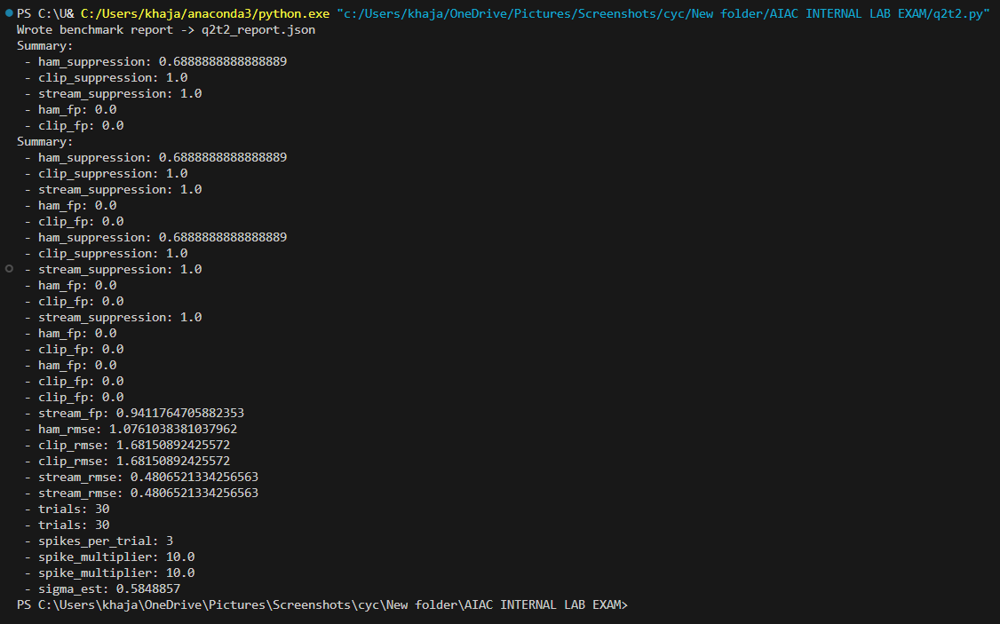 PS C:\U& C:/Users/khaja/anaconda3/python.exe "c:/Users/khaja/OneDrive/Pictures/Screenshots/cyc/New folder/AIAC INTERNAL LAB EXAM/q2t2.py"
Wrote benchmark report -> q2t2_report.json
Summary:
- ham_suppression: 0.6888888888888889
- clip_suppression: 1.0
- stream_suppression: 1.0
- ham_fp: 0.0
- clip_fp: 0.0
Summary:
- ham_suppression: 0.6888888888888889
- clip_suppression: 1.0
- stream_suppression: 1.0
- ham_fp: 0.0
- clip_fp: 0.0
- ham_suppression: 0.6888888888888889
- clip_suppression: 1.0
- stream_suppression: 1.0
- ham_fp: 0.0
- clip_fp: 0.0
- stream_suppression: 1.0
- ham_fp: 0.0
- clip_fp: 0.0
- ham_fp: 0.0
- clip_fp: 0.0
- clip_fp: 0.0
- stream_fp: 0.9411764705882353
- ham_rmse: 1.0761038381037962
- clip_rmse: 1.68150892425572
- clip_rmse: 1.68150892425572
- stream_rmse: 0.4806521334256563
- stream_rmse: 0.4806521334256563
- trials: 30
- trials: 30
- spikes_per_trial: 3
- spike_multiplier: 10.0
- spike_multiplier: 10.0
- sigma_est: 0.5848857
PS C:\Users\khaja\OneDrive\Pictures\Screenshots\cyc\New folder\AIAC INTERNAL LAB EXAM>